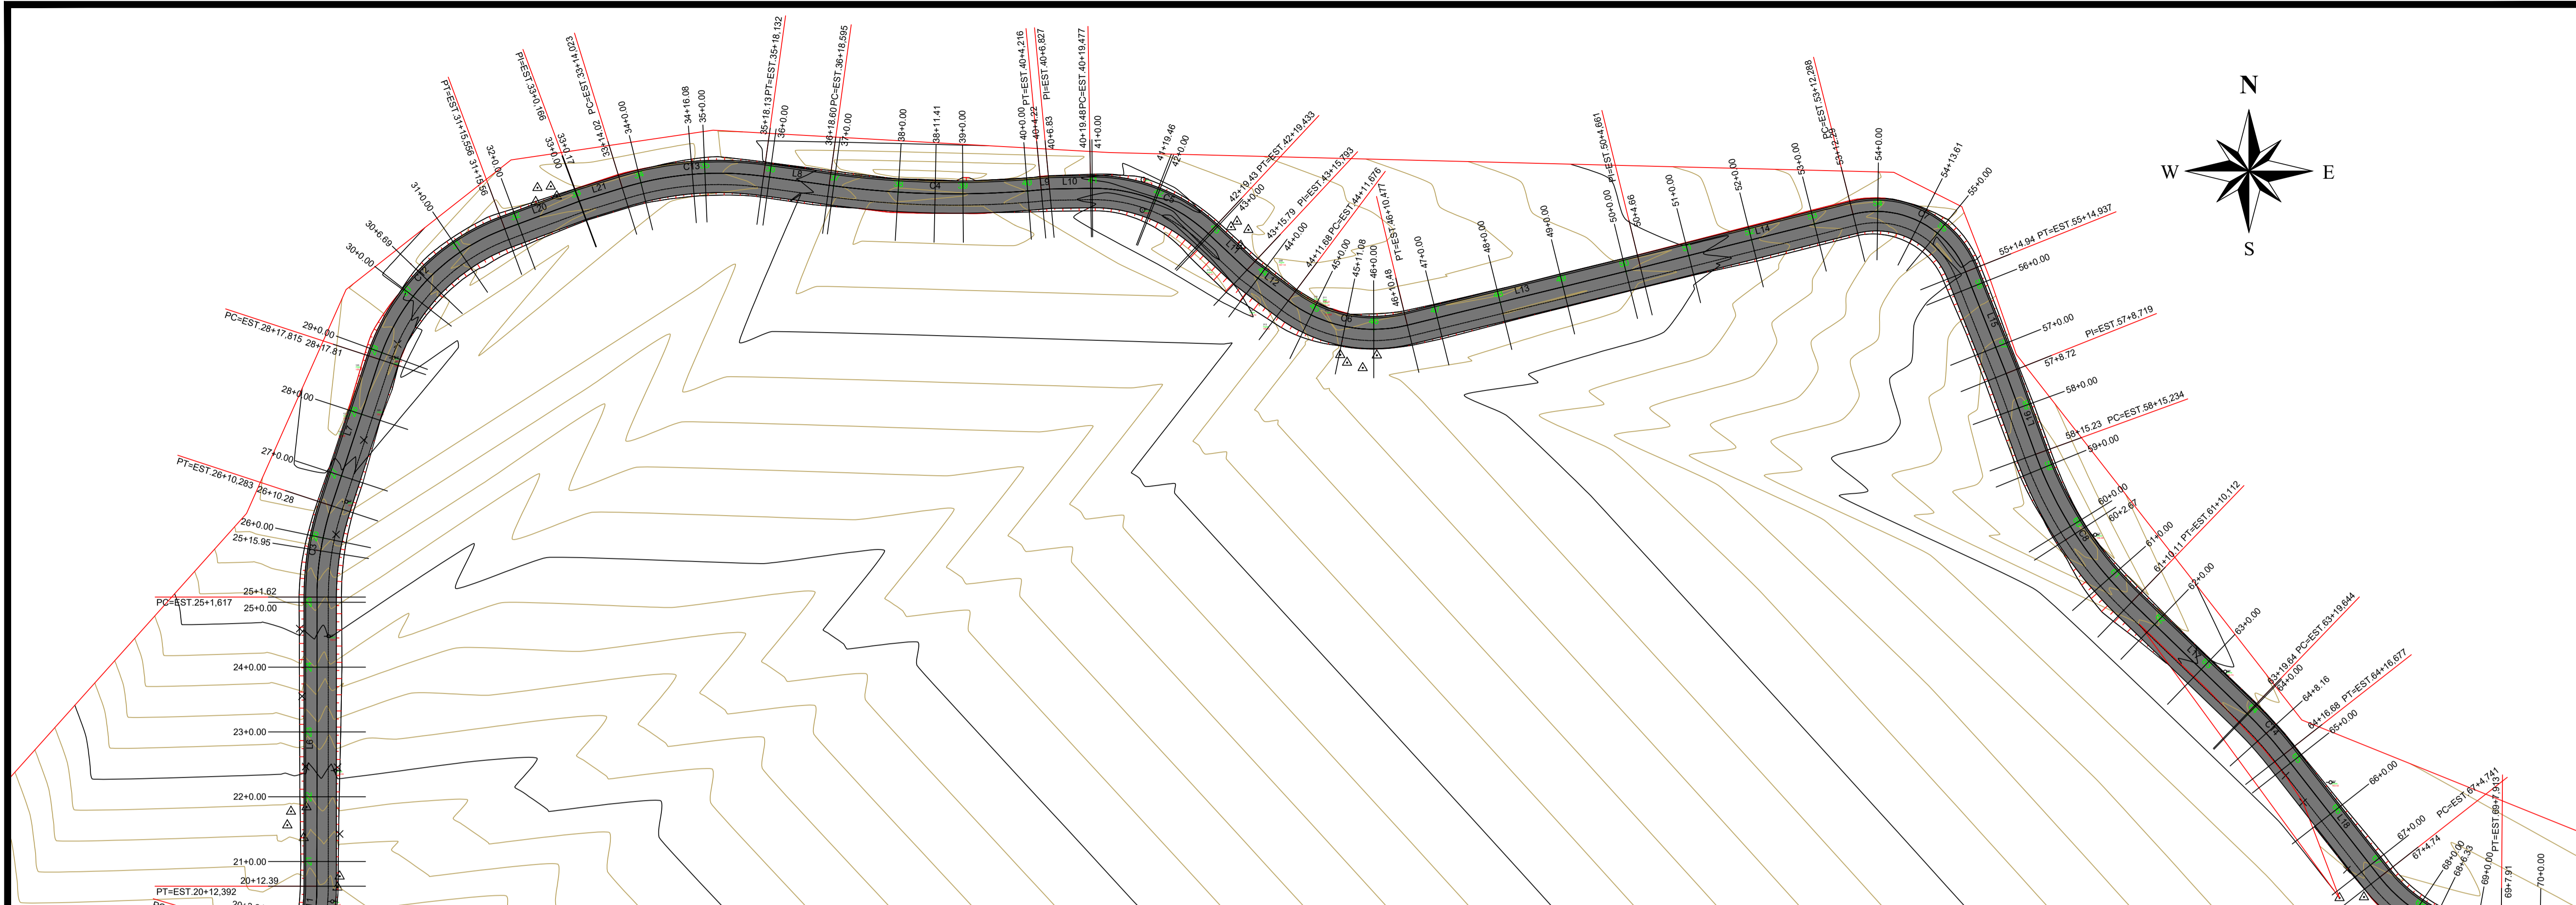 N
W
E
S
PT=EST.20+12,392
20+12.39
21+0.00
22+0.00
L6
23+0.00
24+0.00
25+0.00
PC=EST.25+1,617
25+1.62
25+15.95
C3
26+0.00
PT=EST.26+10,283 26+10.28
27+0.00
L7
28+0.00
PC=EST.28+17,815 28+17.81
29+0.00
30+0.00
30+6.69
C12
31+0.00
PT=EST.31+15,556 31+15.56
32+0.00
L20
33+0.00
33+0.17
PI=EST.33+0,166
L21
33+14.02 PC=EST.33+14,023
34+0.00
34+16.08
35+0.00
C13
35+18.13 PT=EST.35+18,132
36+0.00
L8
36+18.60 PC=EST.36+18,595
37+0.00
38+0.00
38+11.41
C4
39+0.00
40+0.00
40+4.22
PT=EST.40+4,216
L9
40+6.83
PI=EST.40+6,827
L10
40+19.48 PC=EST.40+19,477
41+0.00
41+19.46
42+0.00
C5
42+19.43 PT=EST.42+19,433
43+0.00
L11
43+15.79 PI=EST.43+15,793
44+0.00
L12
44+11.68 PC=EST.44+11,676
45+0.00
45+11.08
C6
46+0.00
46+10.48
PT=EST.46+10,477
47+0.00
48+0.00
L13
49+0.00
50+0.00
50+4.66
PI=EST.50+4,661
51+0.00
52+0.00
L14
53+0.00
53+12.29
PC=EST.53+12,288
54+0.00
C7
54+13.61
55+0.00
55+14.94 PT=EST.55+14,937
56+0.00
L15
57+0.00
57+8.72
PI=EST.57+8,719
58+0.00
L16
58+15.23 PC=EST.58+15,234
59+0.00
60+0.00
60+2.67
C8
61+0.00
61+10.11 PT=EST.61+10,112
62+0.00
L17
63+0.00
63+19.64 PC=EST.63+19,644
64+0.00
64+8.16
C14
64+16.68 PT=EST.64+16,677
65+0.00
66+0.00
L18
67+0.00
67+4.74
PC=EST.67+4,741
68+0.00
68+6.33
69+0.00
69+7.91
PT=EST.69+7,913
70+0.00